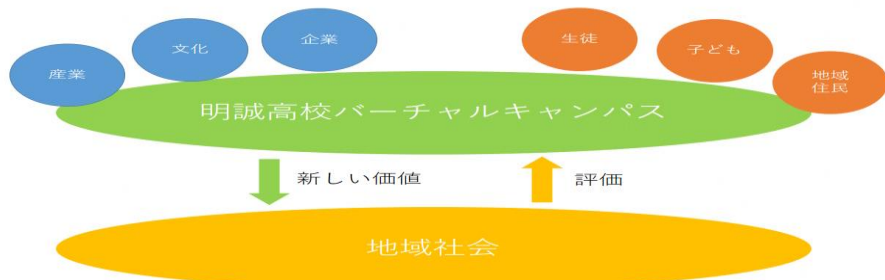 産業
文化
企業
生徒
子ども
地域
住民
明誠高校バーチャルキャンパス
新しい価値
評価
地域社会